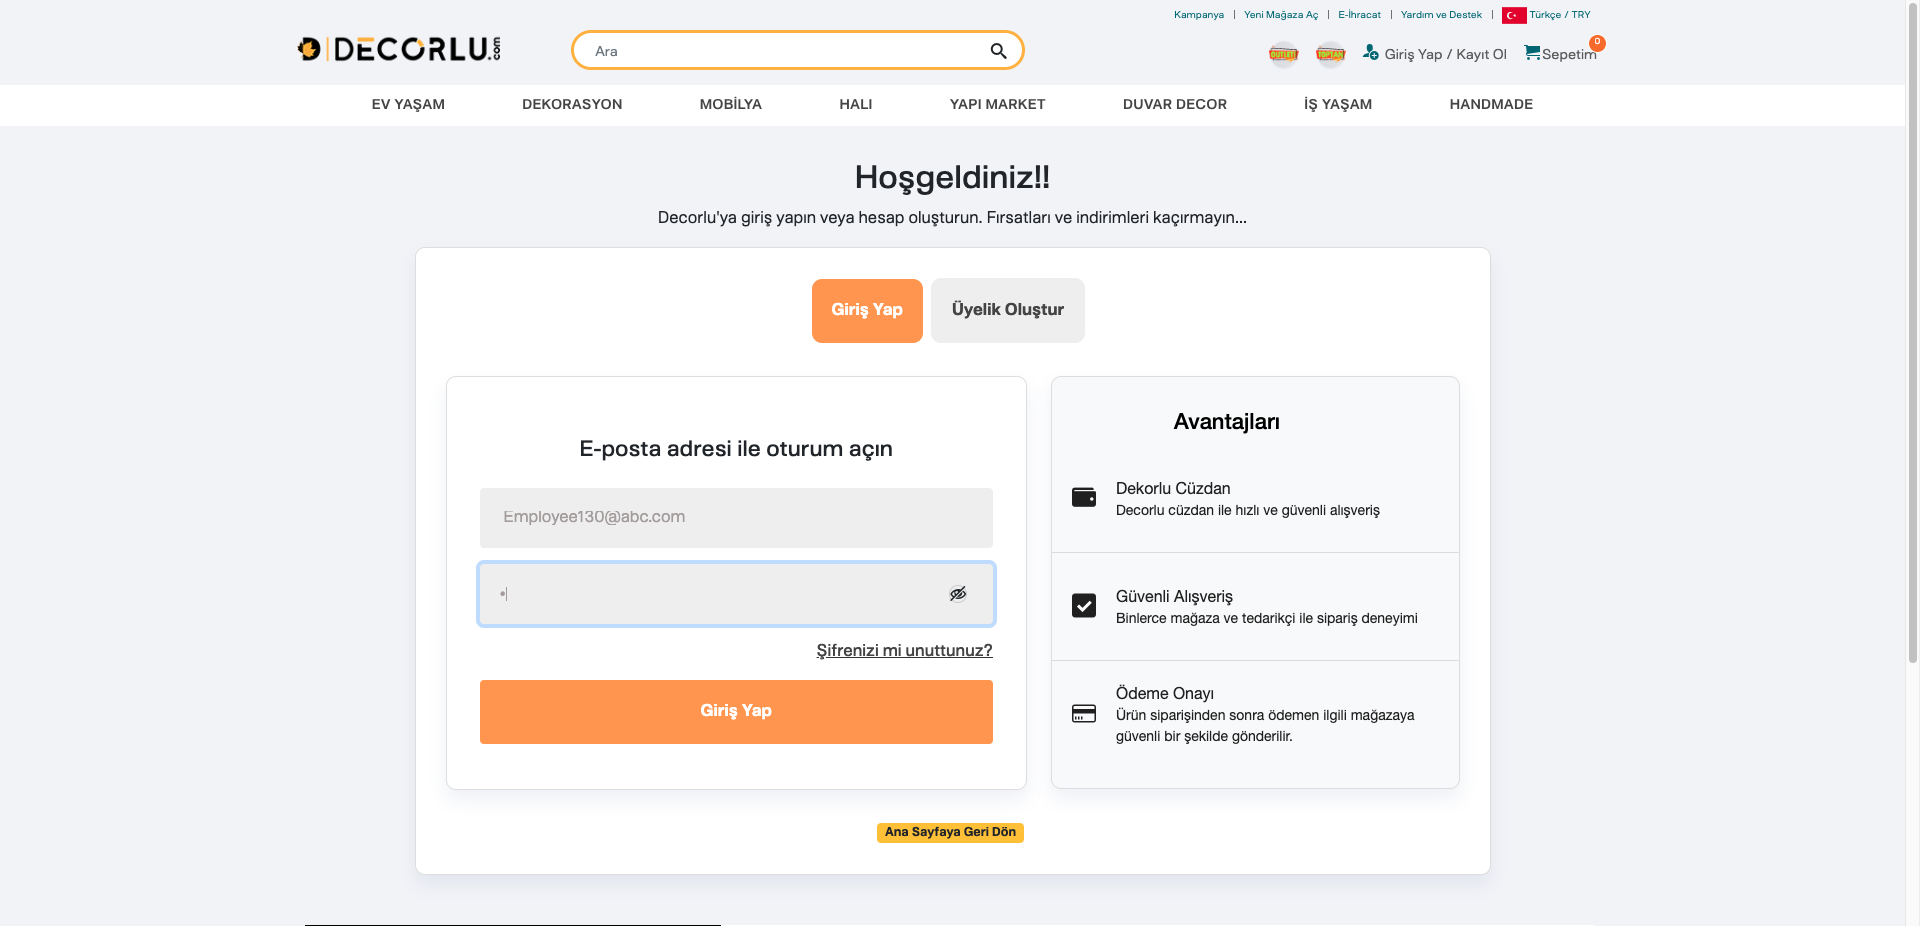 Kampanya | Yeni Mağaza Aç | E-İhracat | Yardım ve Destek | Türkçe / TRY
DECORLU.com
Ara
OUTLET
TOPTAN
Giriş Yap / Kayıt Ol
Sepetim
0
EV YAŞAM DEKORASYON MOBİLYA HALI YAPI MARKET DUVAR DECOR İŞ YAŞAM HANDMADE
Hoşgeldiniz!!
Decorlu'ya giriş yapın veya hesap oluşturun. Fırsatları ve indirimleri kaçırmayın...
Giriş Yap
Üyelik Oluştur
E-posta adresi ile oturum açın
Employee130@abc.com
Şifrenizi mi unuttunuz?
Giriş Yap
Avantajları
Dekorlu Cüzdan
Decorlu cüzdan ile hızlı ve güvenli alışveriş
Güvenli Alışveriş
Binlerce mağaza ve tedarikçi ile sipariş deneyimi
Ödeme Onayı
Ürün siparişinden sonra ödemen ilgili mağazaya
güvenli bir şekilde gönderilir.
Ana Sayfaya Geri Dön